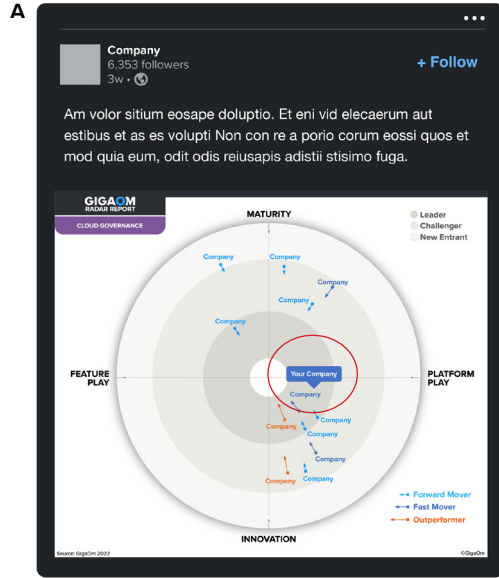 A
Company
6,353 followers
3w •
+ Follow
Am volor sitium eosape doluptio. Et eni vid elecaerum aut
estibus et as es volupti Non con re a porio corum eossi quos et
mod quia eum, odit odis reiusapis adistii stisimo fuga.
GIGAOM
RADAR REPORT
CLOUD GOVERNANCE
MATURITY
Leader
Challenger
New Entrant
Company
Company
Company
Company
Company
FEATURE
PLAY
Your Company
PLATFORM
PLAY
Company
Company
Company
Company
Company
Company
Company
INNOVATION
Forward Mover
Fast Mover
Outperformer
Source: GigaOm 2022
©GigaOm